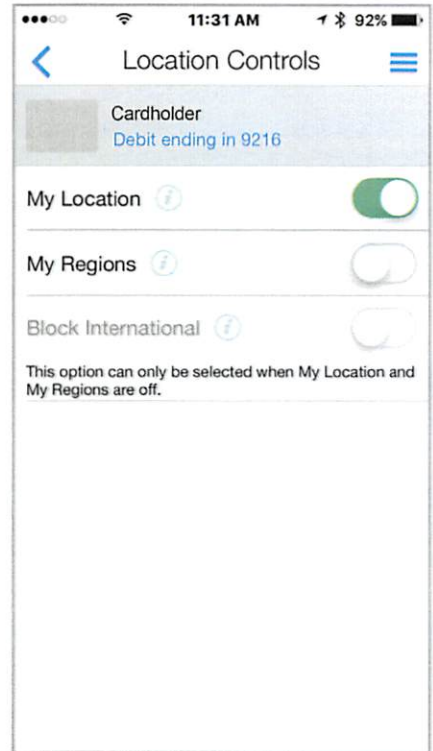 11:31 AM 92%
Location Controls
Cardholder
Debit ending in 9216
My Location i
My Regions i
Block International i
This option can only be selected when My Location and
My Regions are off.